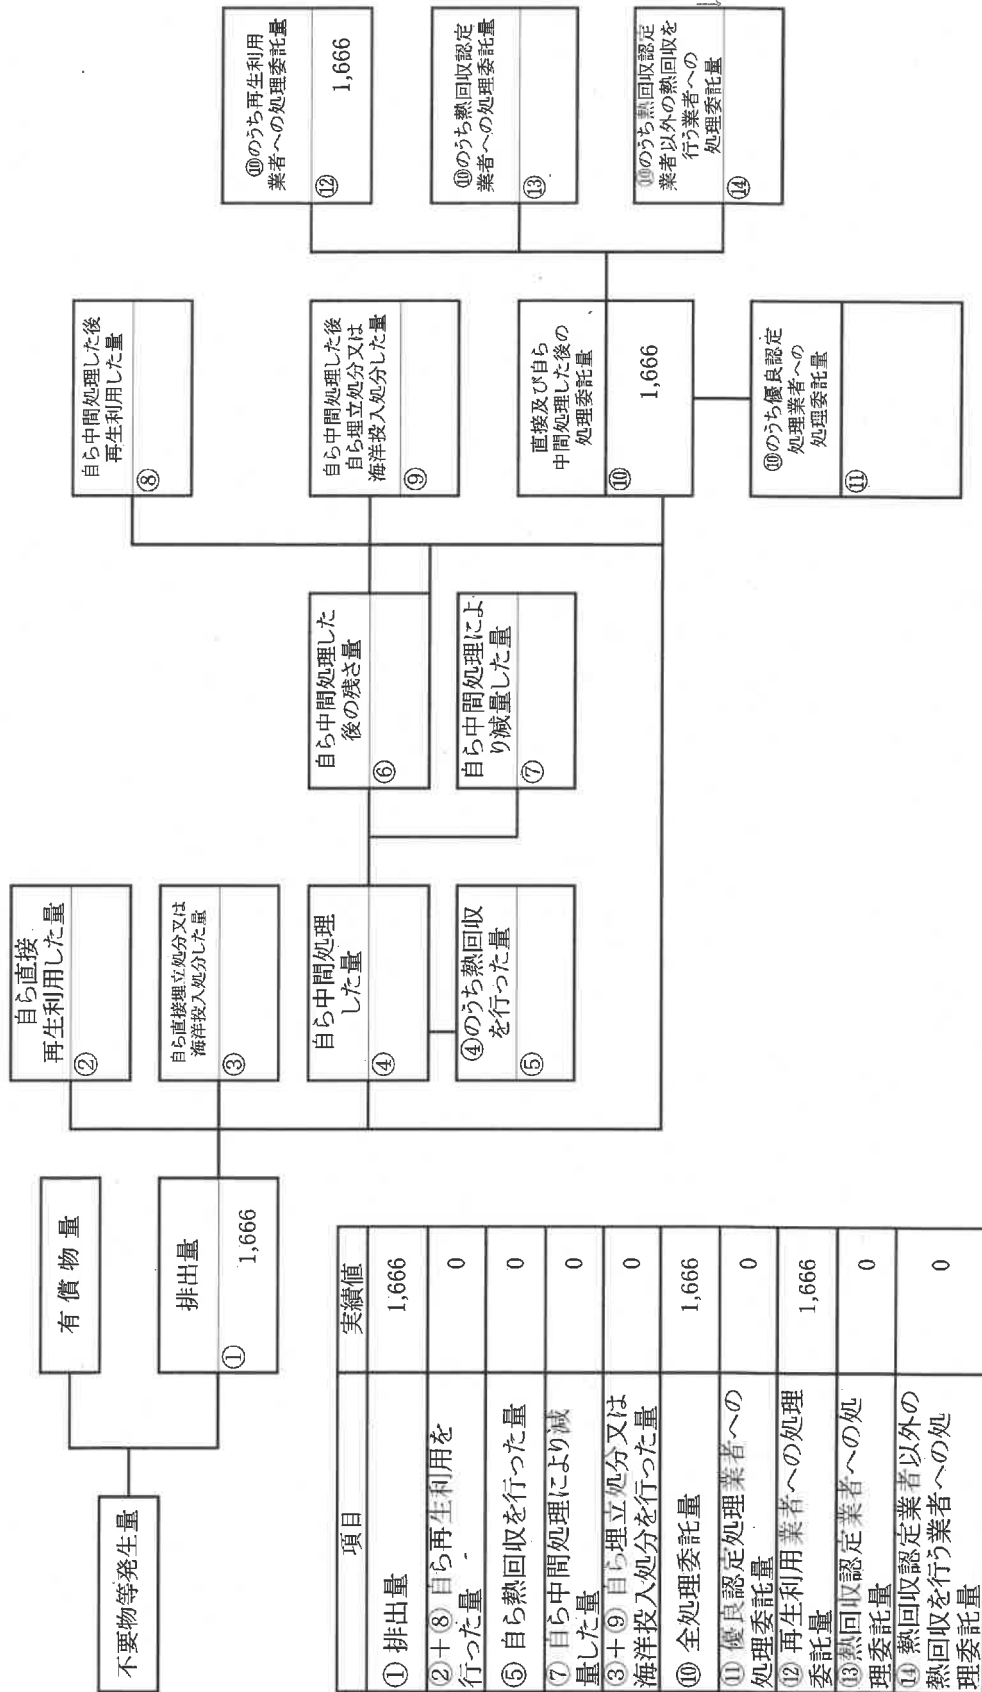 不要物等発生量
有償物量
排出量
①
1,666
自ら直接
再生利用した量
②
自ら直接埋立処分又は
海洋投入処分した量
③
自ら中間処理
した量
④
④のうち熱回収
を行った量
⑤
自ら中間処理した
後の残さ量
⑥
自ら中間処理によ
り減量した量
⑦
自ら中間処理した後
再生利用した量
⑧
自ら中間処理した後
自ら埋立処分又は
海洋投入処分した量
⑨
直接及び自ら
中間処理した後の
処理委託量
⑩
1,666
⑩のうち優良認定
処理業者への
処理委託量
⑪
⑩のうち再生利用
業者への処理委託量
⑫
1,666
⑩のうち熱回収認定
業者への処理委託量
⑬
⑩のうち熱回収認定
業者以外の熱回収を
行う業者への
処理委託量
⑭
項目 実績値
① 排出量 1,666
②+⑧ 自ら再生利用を
行った量 0
⑤ 自ら熱回収を行った量 0
⑦ 自ら中間処理により減
量した量 0
③+⑨ 自ら埋立処分又は
海洋投入処分を行った量 0
⑩ 全処理委託量 1,666
⑪ 優良認定処理業者への
処理委託量 0
⑫ 再生利用業者への処理
委託量 1,666
⑬ 熱回収認定業者への処
理委託量 0
⑭ 熱回収認定業者以外の
熱回収を行う業者への処
理委託量 0